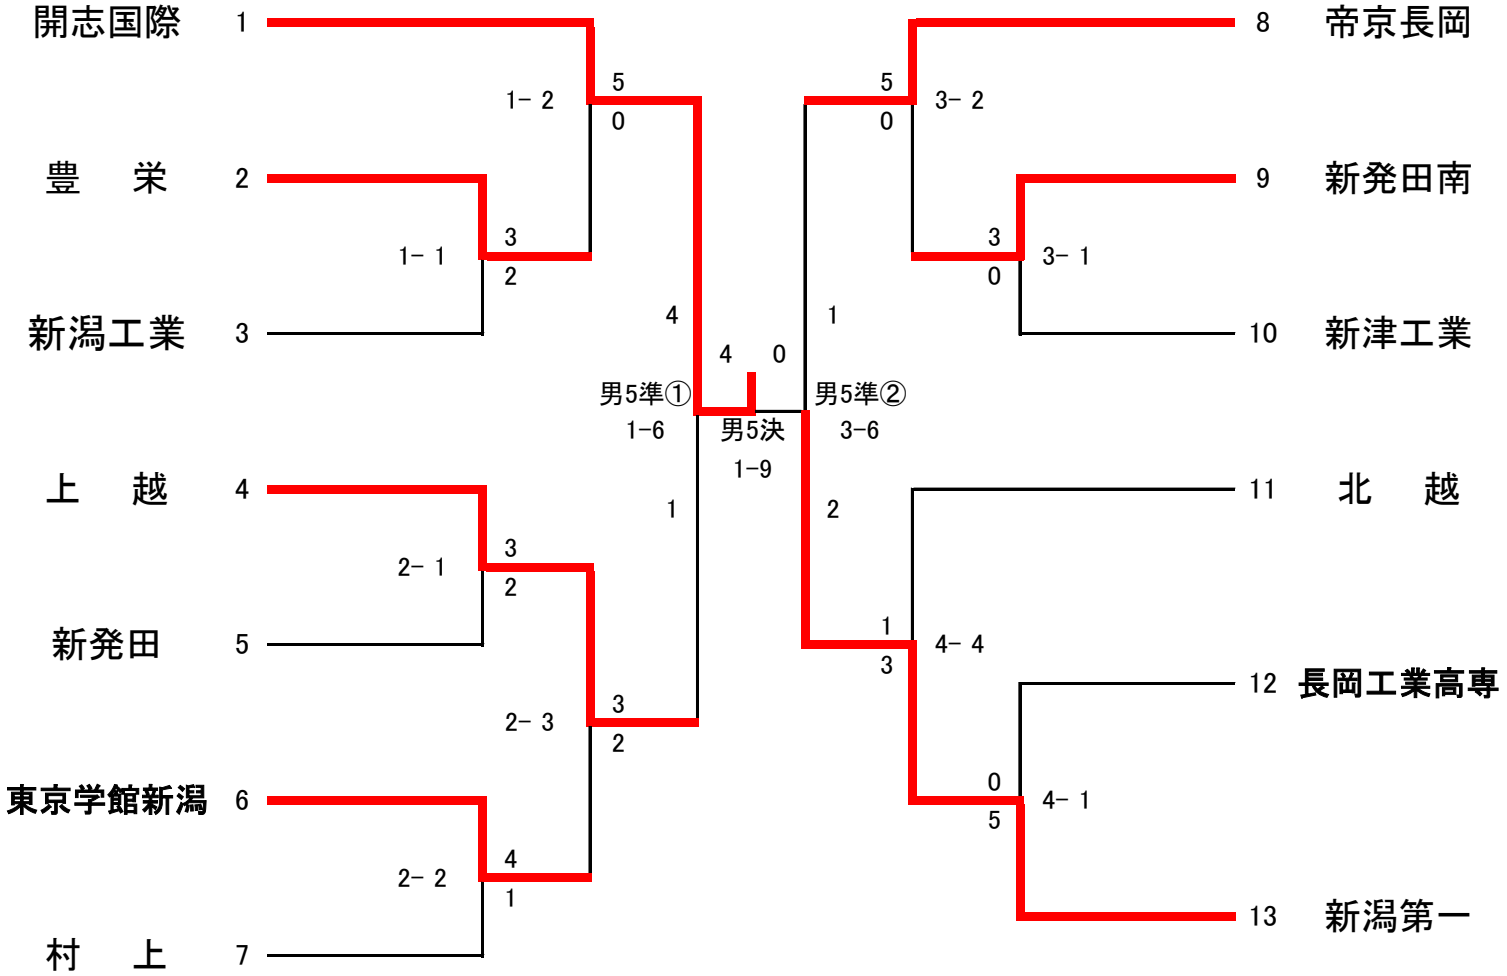 開志国際 1
8 帝京長岡
5
1- 2
0
5
3- 2
0
豊 栄 2
9 新発田南
3
1- 1
2
3
3- 1
0
新潟工業 3
10 新津工業
4
1
4 0
男5準①
1-6
男5決
1-9
男5準②
3-6
上 越 4
11 北 越
1
2
3
2- 1
2
新発田 5
1
4- 4
3
12 長岡工業高専
3
2- 3
2
東京学館新潟 6
0
4- 1
5
4
2- 2
1
13 新潟第一
村 上 7